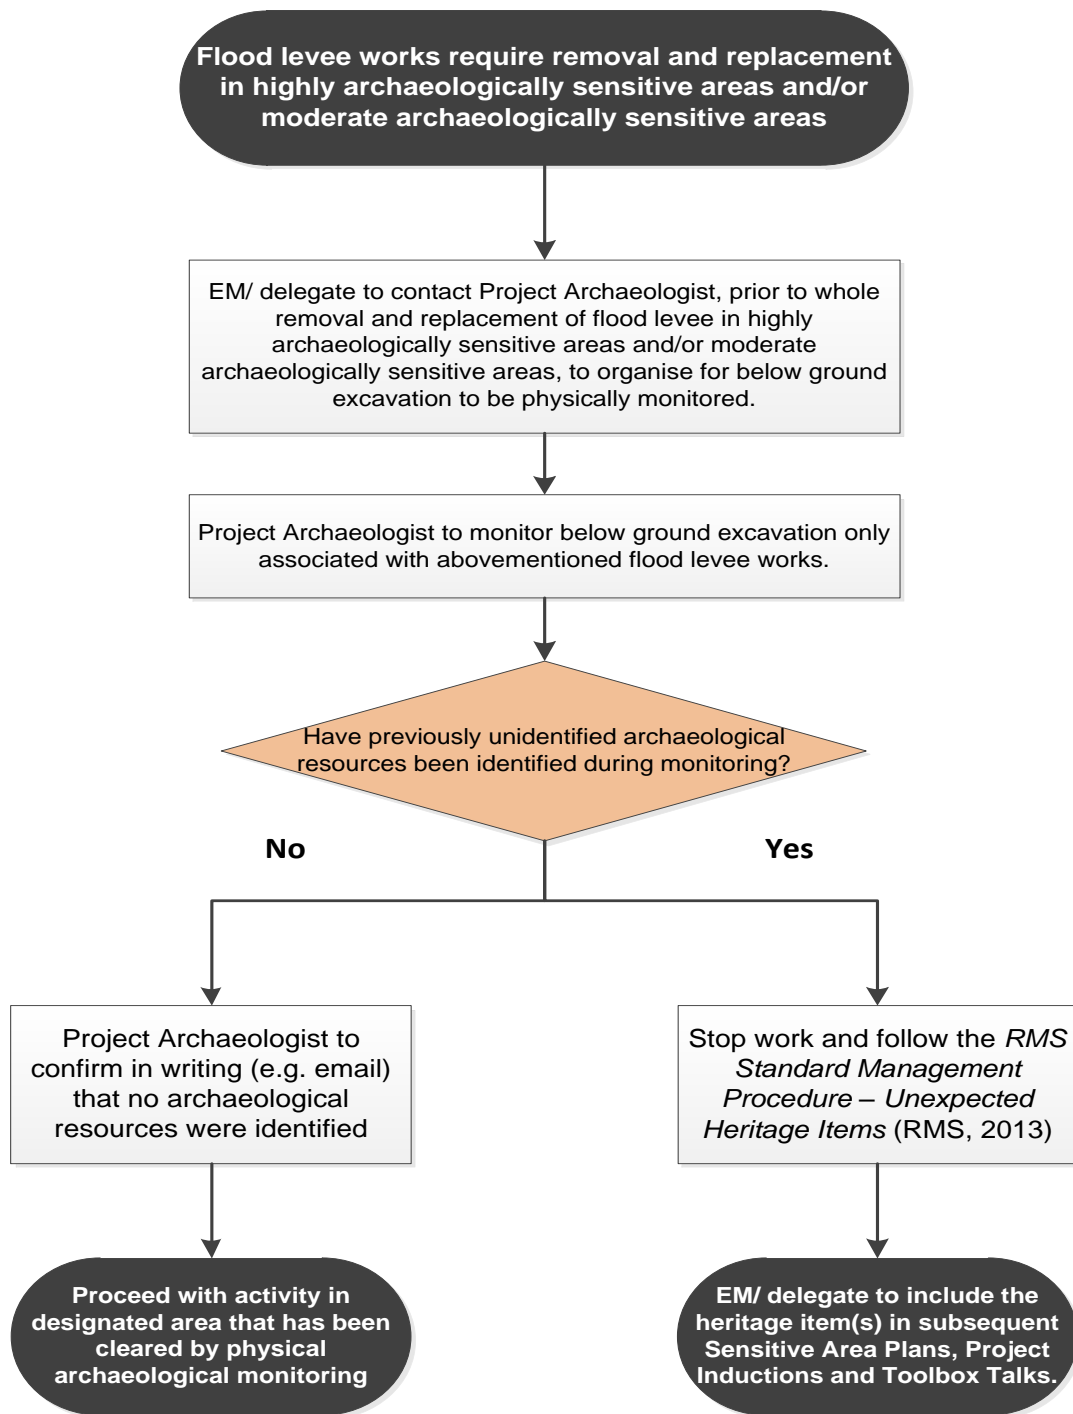 Flood levee works require removal and replacement
in highly archaeologically sensitive areas and/or
moderate archaeologically sensitive areas
EM/ delegate to contact Project Archaeologist, prior to whole
removal and replacement of flood levee in highly
archaeologically sensitive areas and/or moderate
archaeologically sensitive areas, to organise for below ground
excavation to be physically monitored.
Project Archaeologist to monitor below ground excavation only
associated with abovementioned flood levee works.
Have previously unidentified archaeological
resources been identified during monitoring?
No
Yes
Project Archaeologist to
confirm in writing (e.g. email)
that no archaeological
resources were identified
Stop work and follow the RMS
Standard Management
Procedure – Unexpected
Heritage Items (RMS, 2013)
Proceed with activity in
designated area that has been
cleared by physical
archaeological monitoring
EM/ delegate to include the
heritage item(s) in subsequent
Sensitive Area Plans, Project
Inductions and Toolbox Talks.